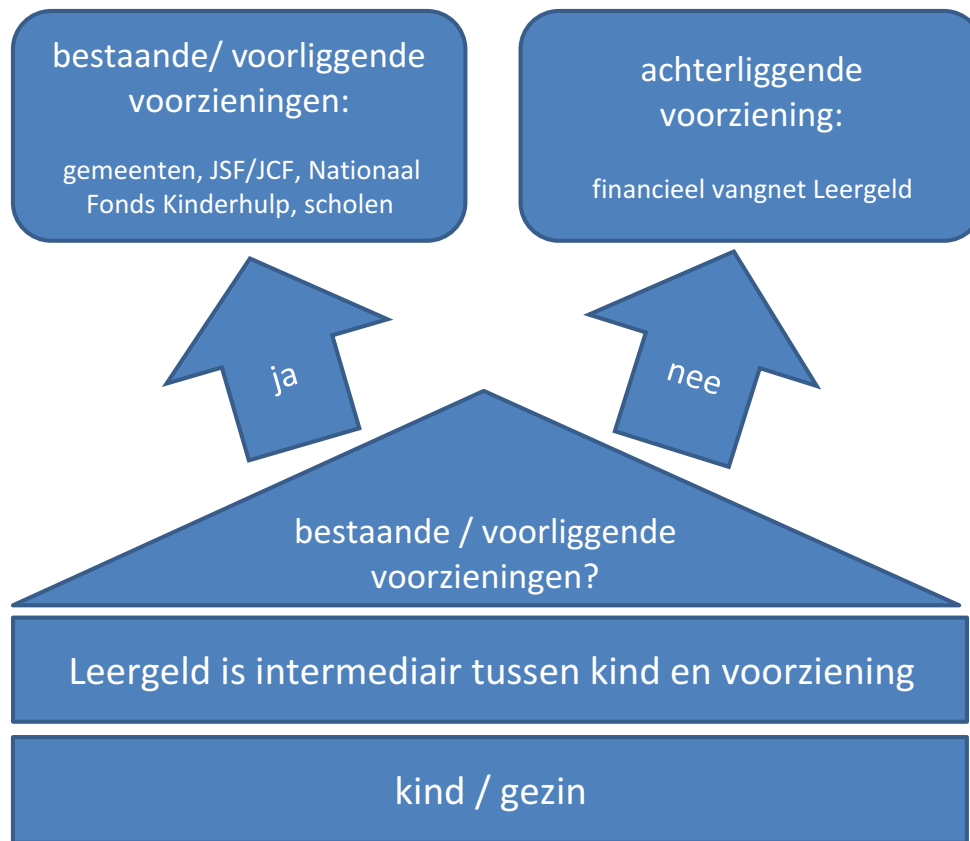 bestaande/ voorliggende
voorzieningen:
gemeenten, JSF/JCF, Nationaal
Fonds Kinderhulp, scholen
achterliggende
voorziening:
financieel vangnet Leergeld
ja
nee
bestaande / voorliggende
voorzieningen?
Leergeld is intermediair tussen kind en voorziening
kind / gezin